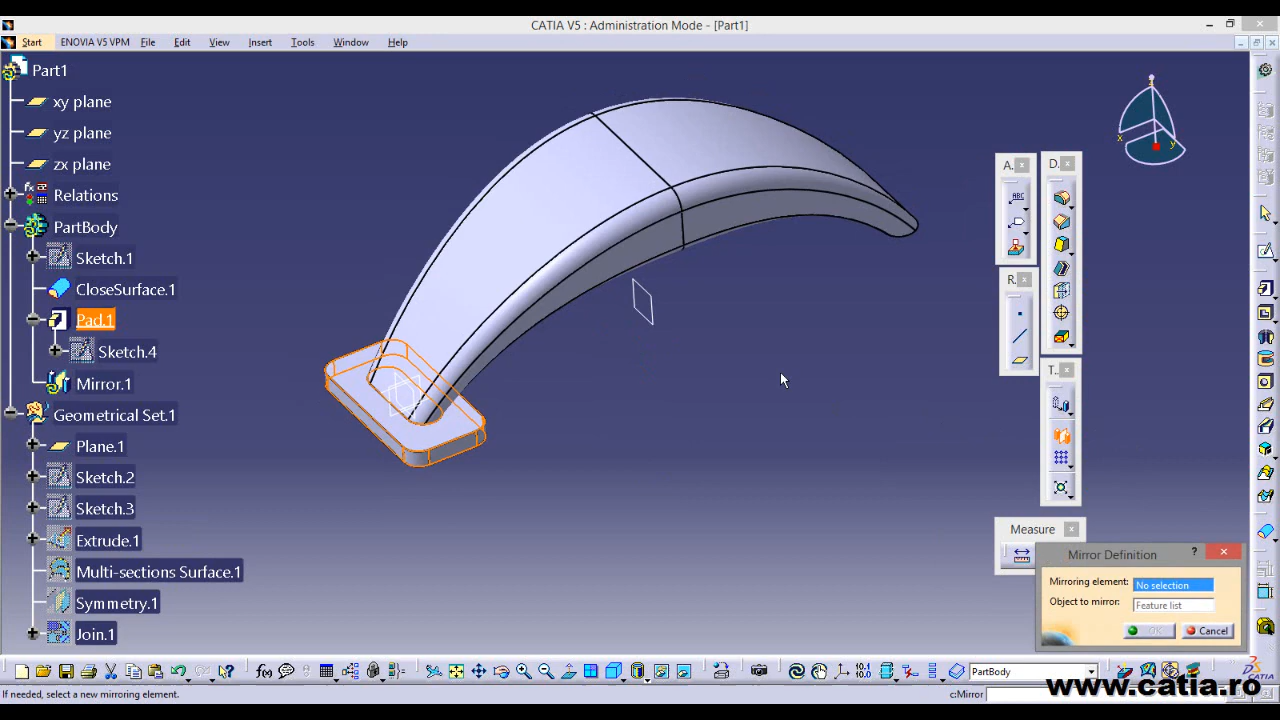 CATIA V5 : Administration Mode - [Part1]
Start ENOVIA V5 VPM File Edit View Insert Tools Window Help
Part1
xy plane
yz plane
zx plane
Relations
PartBody
Sketch.1
CloseSurface.1
Pad.1
Sketch.4
Mirror.1
Geometrical Set.1
Plane.1
Sketch.2
Sketch.3
Extrude.1
Multi-sections Surface.1
Symmetry.1
Join.1
z
x
y
A.
D.
ABC
R.
T.
Measure
Mirror Definition
Mirroring element: No selection
Object to mirror: Feature list
OK Cancel
f(x) 10.1 PartBody
If needed, select a new mirroring element.
c:Mirror
www.catia.ro
CATIA